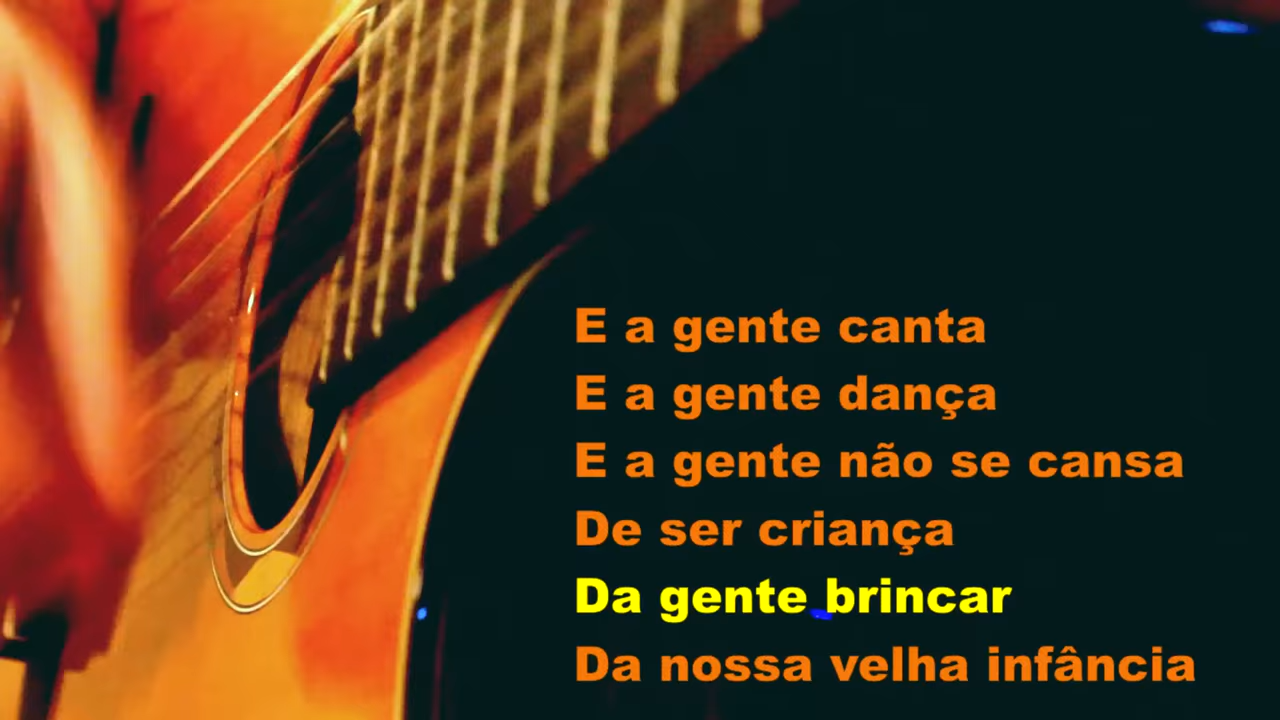 E a gente canta
E a gente dança
E a gente não se cansa
De ser criança
Da gente brincar
Da nossa velha infância